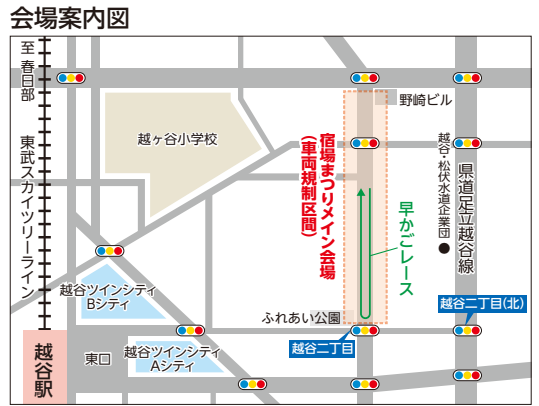 会場案内図
至 春日部
東武スカイツリーライン
越ヶ谷小学校
野崎ビル
宿場まつりメイン会場
(車両規制区間)
越谷・松伏水道企業団
県道足立越谷線
早かごレース
越谷ツインシティ
Bシティ
ふれあい公園
越谷二丁目(北)
越谷二丁目
越谷駅
東口
越谷ツインシティ
Aシティ